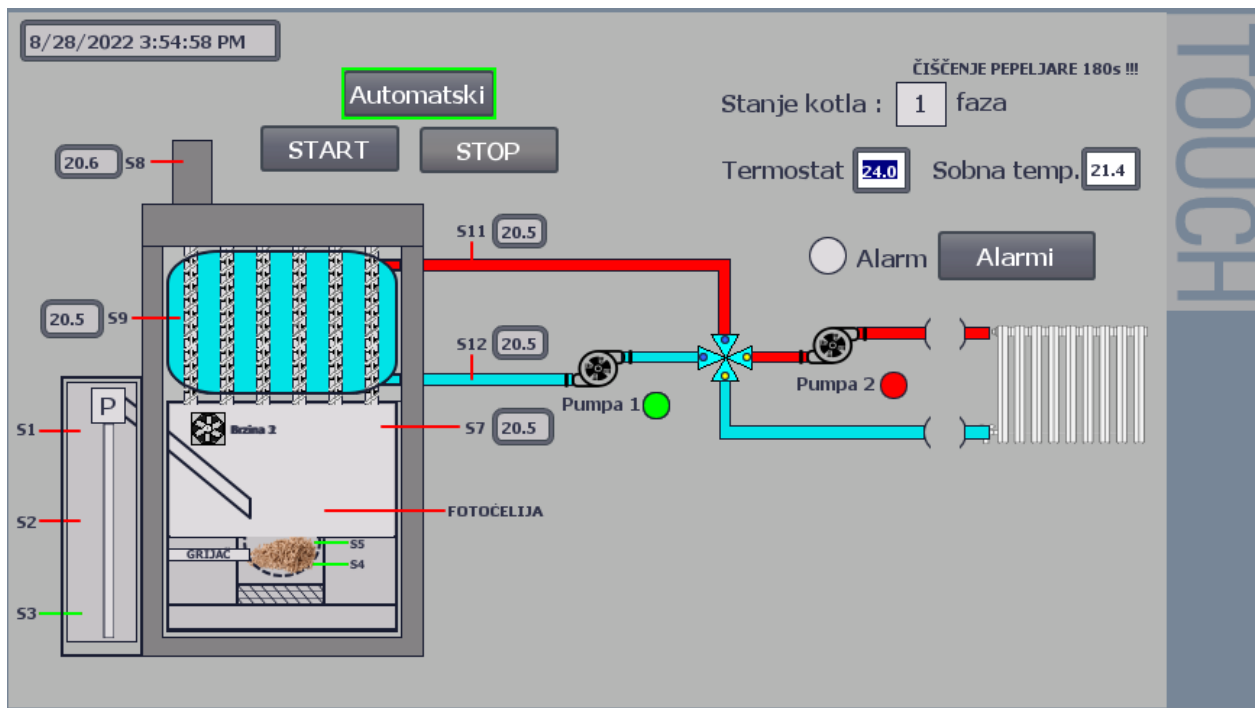 8/28/2022 3:54:58 PM
ČIŠČENJE PEPELJARE 180s !!!
Automatski
Stanje kotla : 1 faza
START
STOP
20.6 S8
Termostat 24.0
Sobna temp. 21.4
S11 20.5
Alarm
Alarmi
20.5 S9
S12 20.5
Pumpa 1
Pumpa 2
P
S1
Brzina 2
S7 20.5
S2
FOTOĆELIJA
GRIJAČ
S5
S4
S3
TOUCH